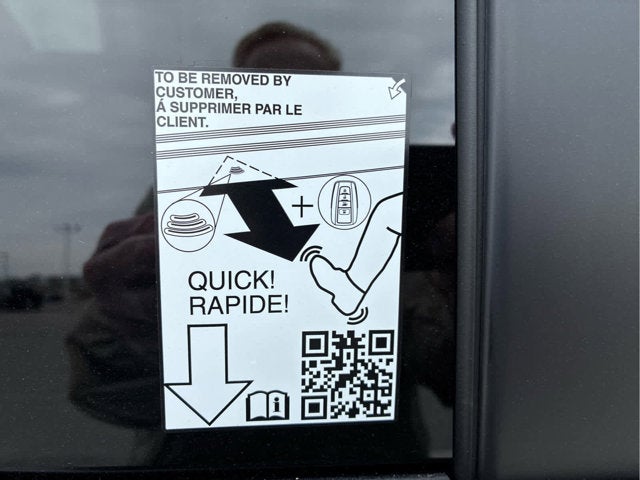 TO BE REMOVED BY
CUSTOMER,
Á SUPPRIMER PAR LE
CLIENT.
QUICK!
RAPIDE!